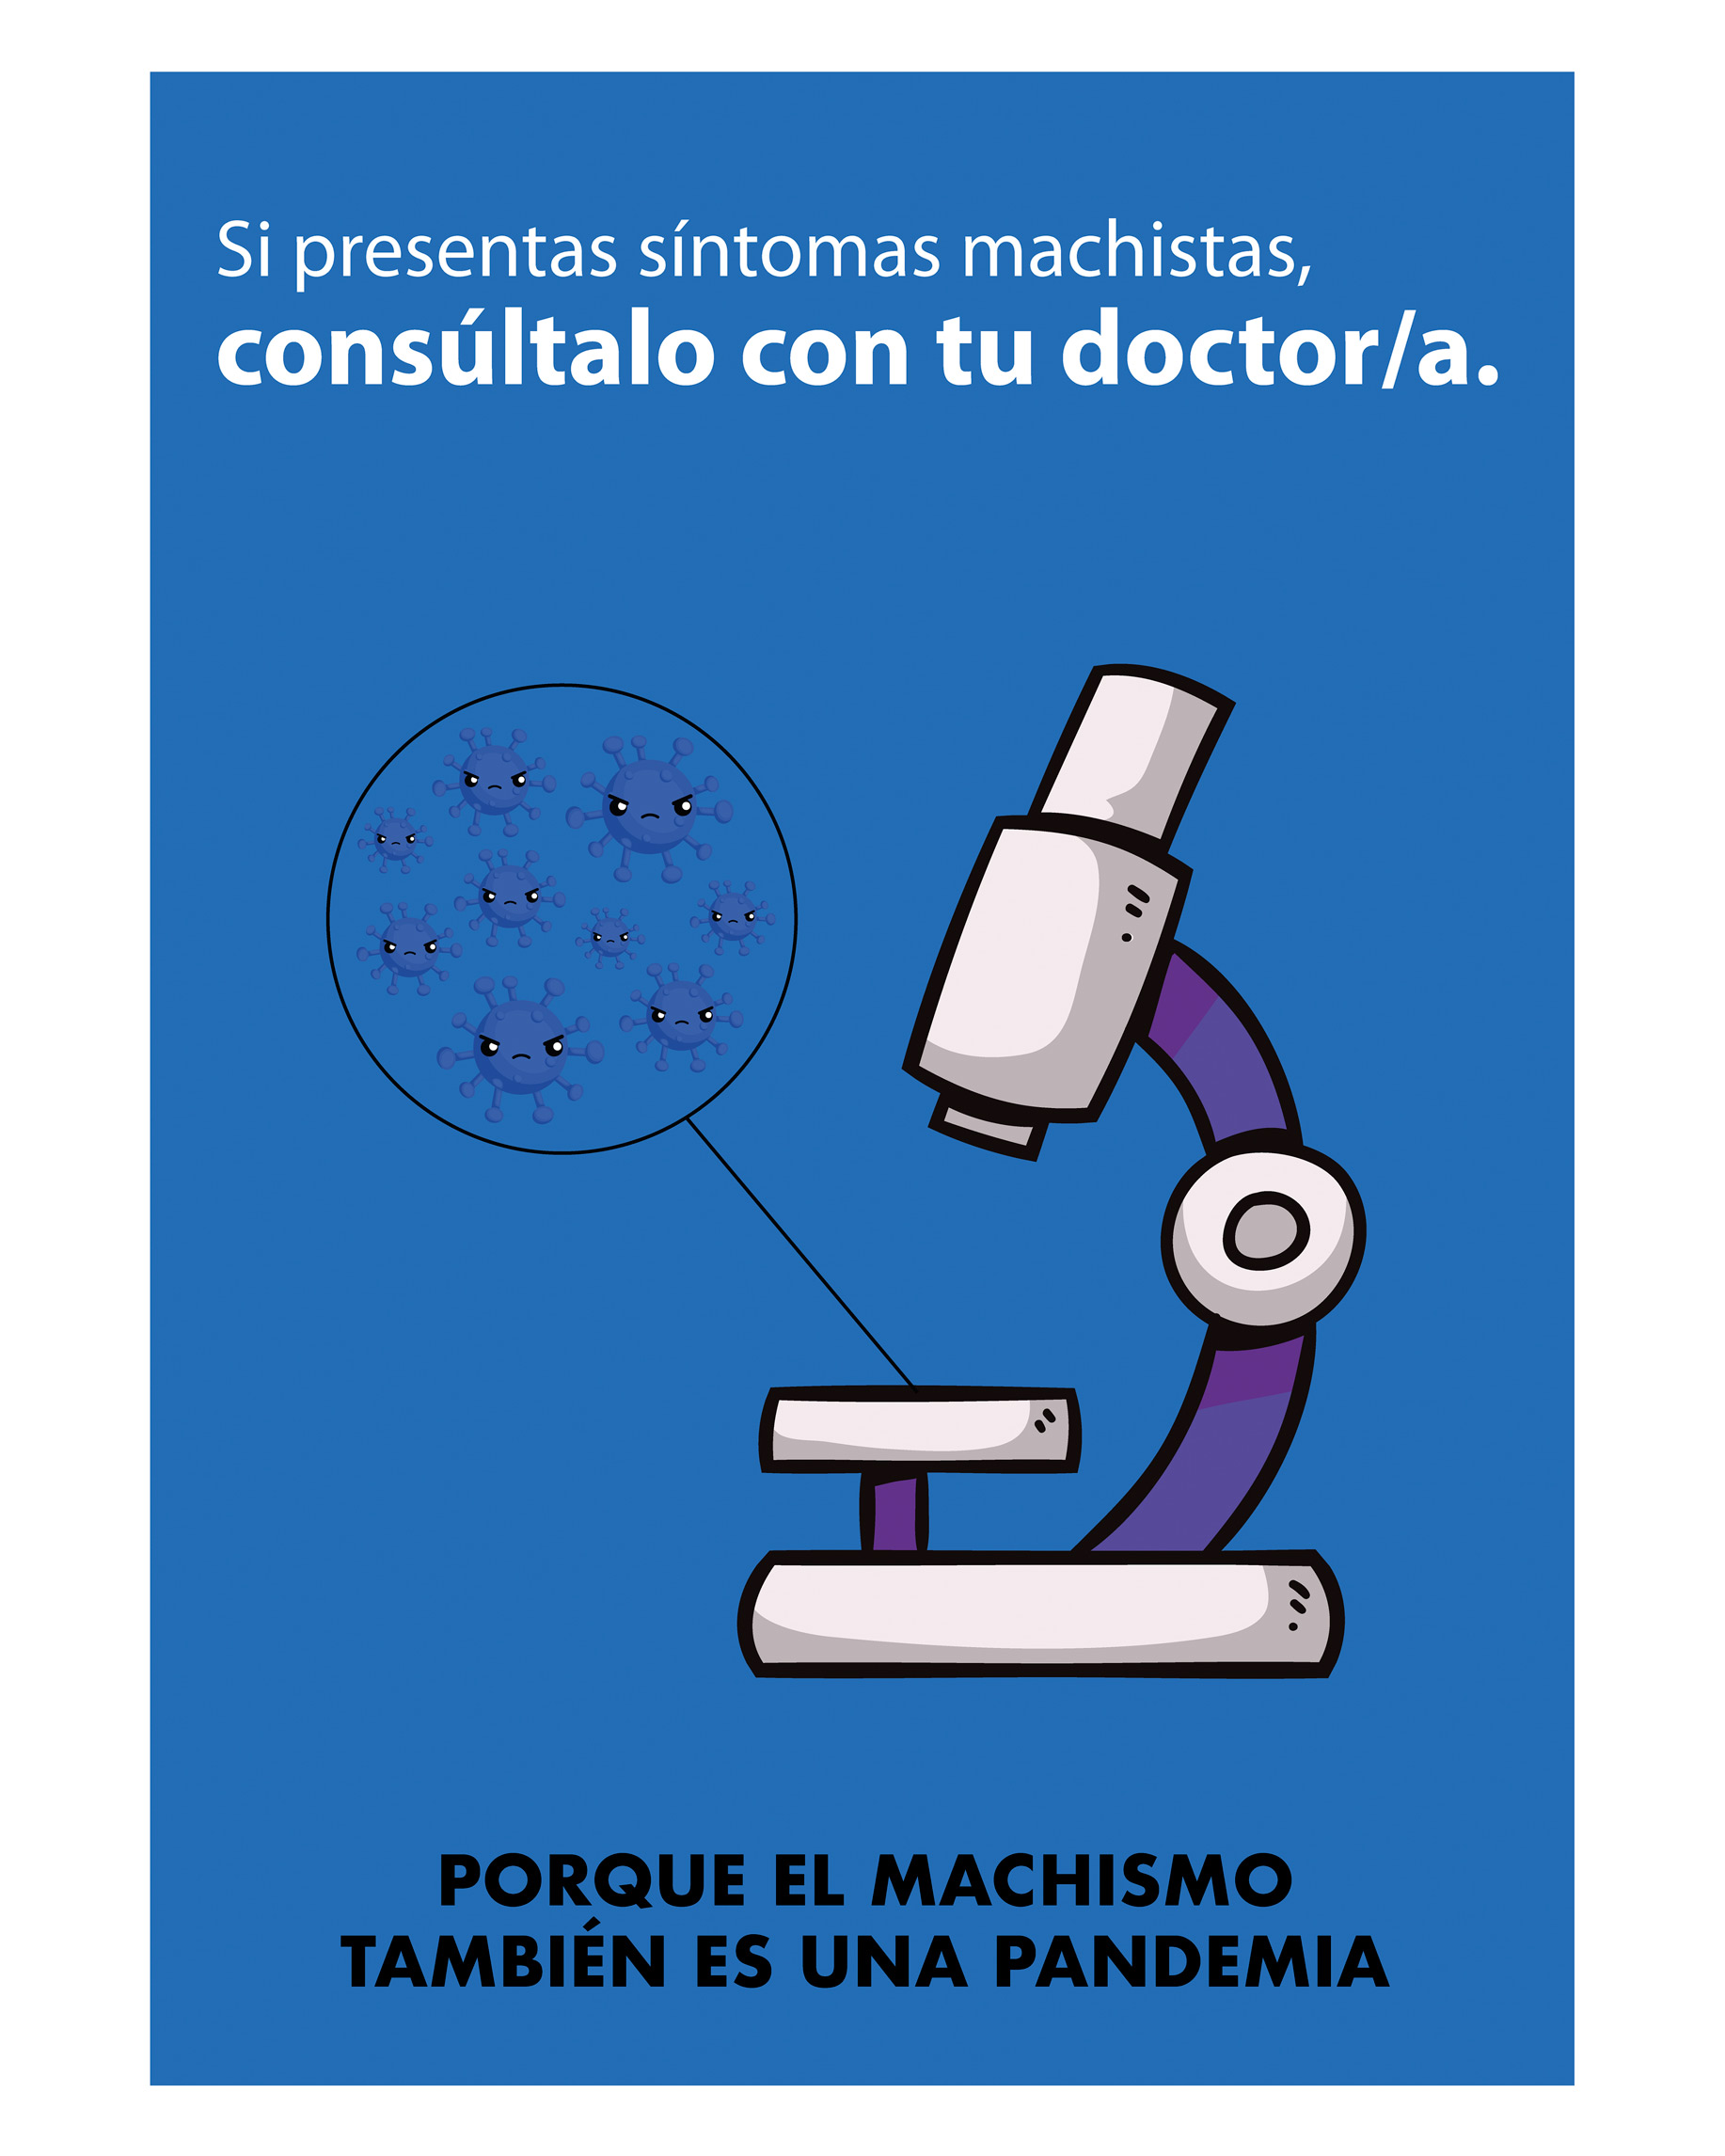 Si presentas síntomas machistas,
consúltalo con tu doctor/a.
PORQUE EL MACHISMO
TAMBIÉN ES UNA PANDEMIA